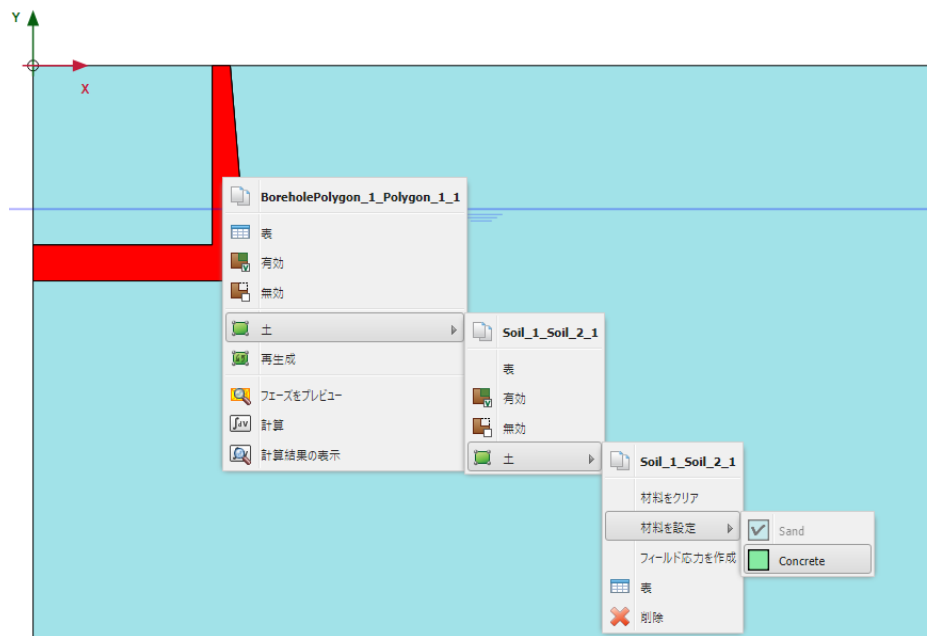 Y
X
BoreholePolygon_1_Polygon_1_1
表
有効
無効
土
再生成
フェーズをプレビュー
計算
計算結果の表示
Soil_1_Soil_2_1
表
有効
無効
土
Soil_1_Soil_2_1
材料をクリア
材料を設定
フィールド応力を作成
表
削除
Sand
Concrete